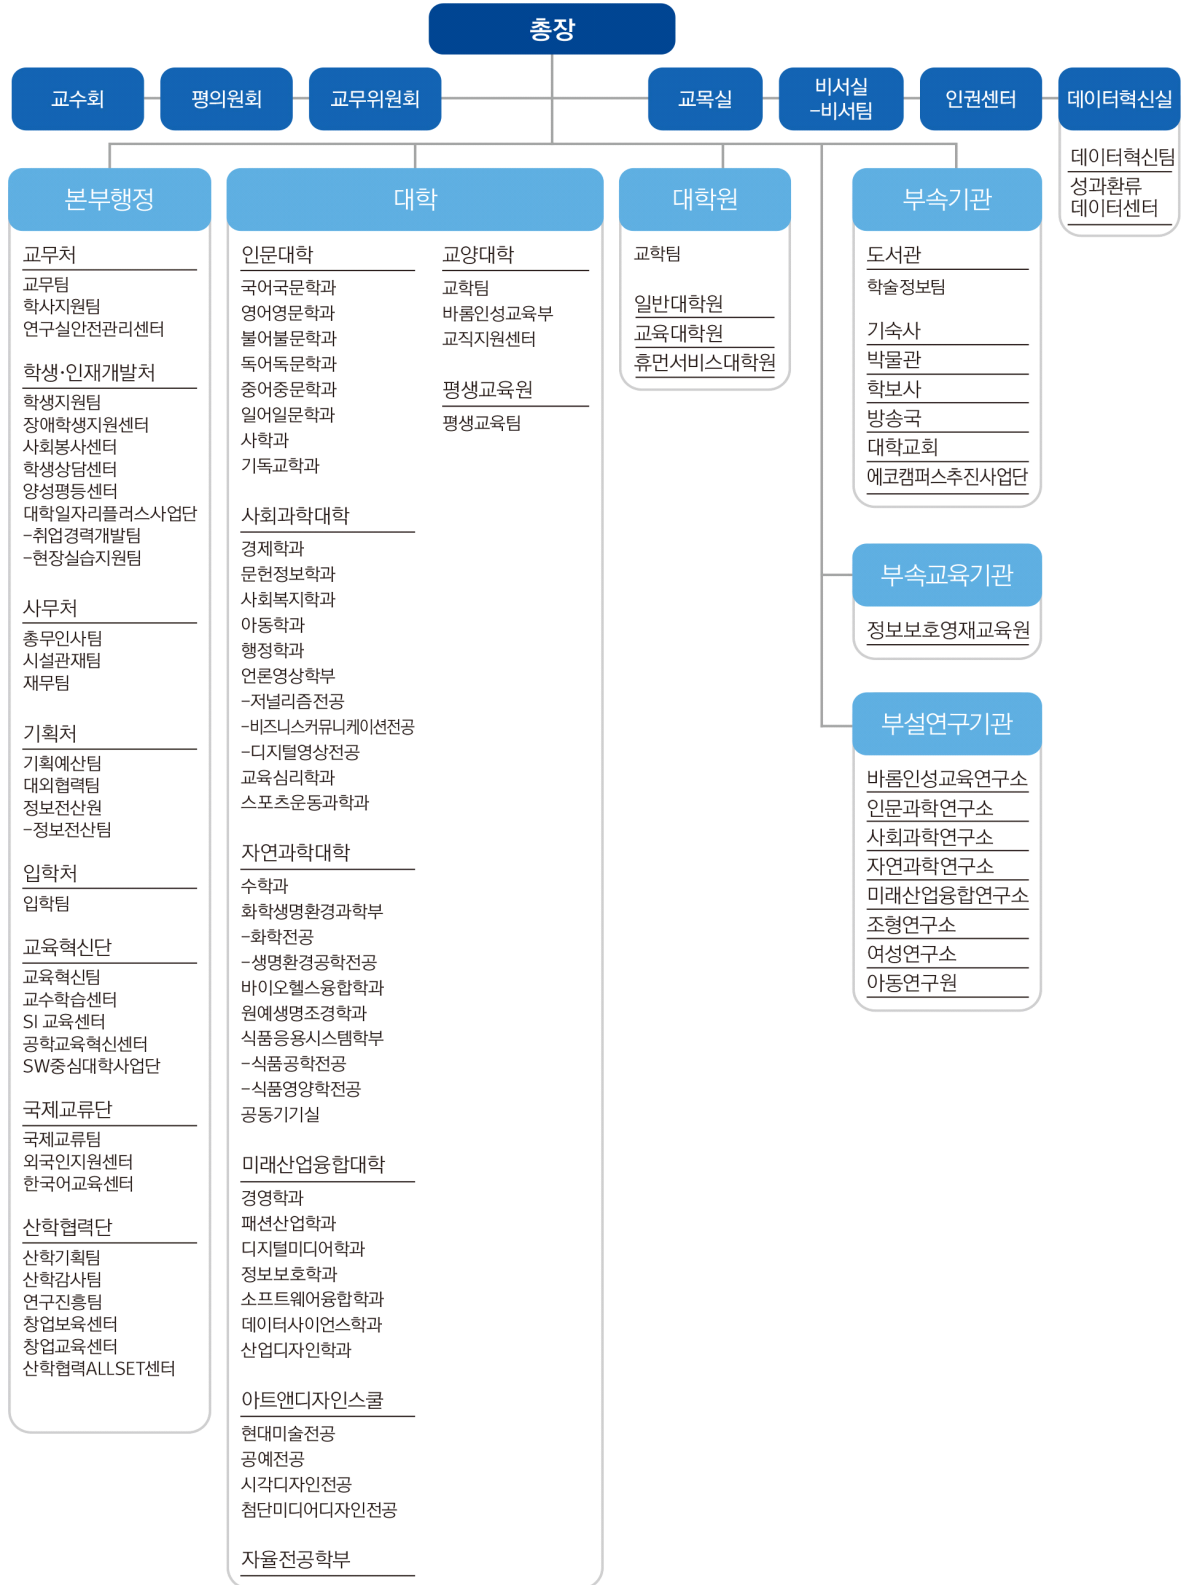 총장
교수회
평의원회
교무위원회
교목실
비서실
-비서팀
인권센터
데이터혁신실
데이터혁신팀
성과환류
데이터센터
본부행정
교무처
교무팀
학사지원팀
연구실안전관리센터
학생·인재개발처
학생지원팀
장애학생지원센터
사회봉사센터
학생상담센터
양성평등센터
대학일자리플러스사업단
-취업경력개발팀
-현장실습지원팀
사무처
총무인사팀
시설관재팀
재무팀
기획처
기획예산팀
대외협력팀
정보전산원
-정보전산팀
입학처
입학팀
교육혁신단
교육혁신팀
교수학습센터
SI 교육센터
공학교육혁신센터
SW중심대학사업단
국제교류단
국제교류팀
외국인지원센터
한국어교육센터
산학협력단
산학기획팀
산학감사팀
연구진흥팀
창업보육센터
창업교육센터
산학협력ALLSET센터
대학
인문대학
국어국문학과
영어영문학과
불어불문학과
독어독문학과
중어중문학과
일어일문학과
사학과
기독교학과
사회과학대학
경제학과
문헌정보학과
사회복지학과
아동학과
행정학과
언론영상학부
-저널리즘전공
-비즈니스커뮤니케이션전공
-디지털영상전공
교육심리학과
스포츠운동과학과
자연과학대학
수학과
화학생명환경과학부
-화학전공
-생명환경공학전공
바이오헬스융합학과
원예생명조경학과
식품응용시스템학부
-식품공학전공
-식품영양학전공
공동기기실
미래산업융합대학
경영학과
패션산업학과
디지털미디어학과
정보보호학과
소프트웨어융합학과
데이터사이언스학과
산업디자인학과
아트앤디자인스쿨
현대미술전공
공예전공
시각디자인전공
첨단미디어디자인전공
자율전공학부
교양대학
교학팀
바롬인성교육부
교직지원센터
평생교육원
평생교육팀
대학원
교학팀
일반대학원
교육대학원
휴먼서비스대학원
부속기관
도서관
학술정보팀
기숙사
박물관
학보사
방송국
대학교회
에코캠퍼스추진사업단
부속교육기관
정보보호영재교육원
부설연구기관
바롬인성교육연구소
인문과학연구소
사회과학연구소
자연과학연구소
미래산업융합연구소
조형연구소
여성연구소
아동연구원